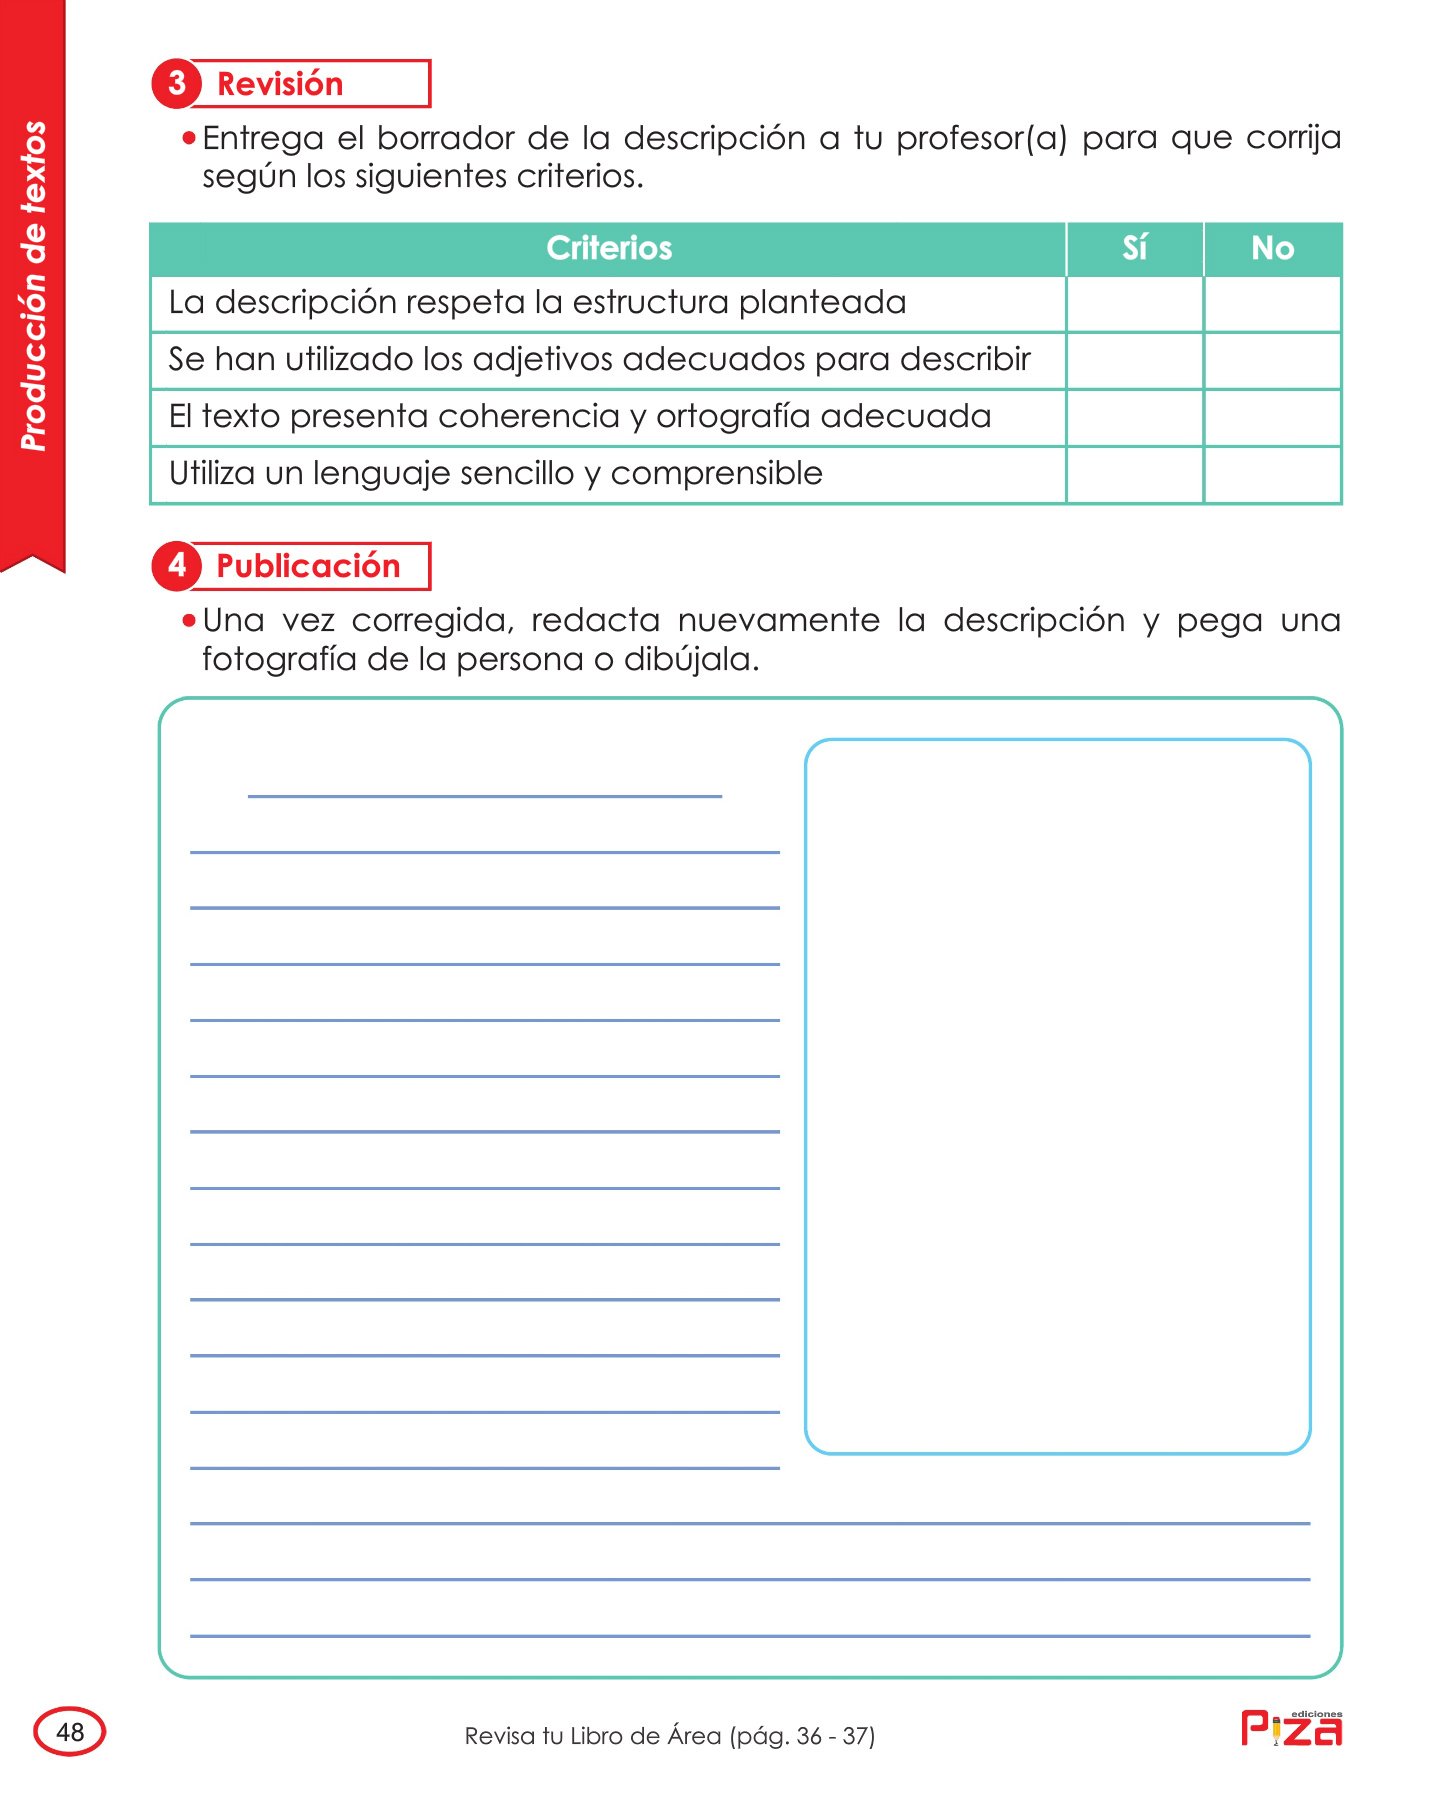 Producción de textos
3 Revisión
•Entrega el borrador de la descripción a tu profesor(a) para que corrija
según los siguientes criterios.
Criterios Sí No
La descripción respeta la estructura planteada
Se han utilizado los adjetivos adecuados para describir
El texto presenta coherencia y ortografía adecuada
Utiliza un lenguaje sencillo y comprensible
4 Publicación
•Una vez corregida, redacta nuevamente la descripción y pega una
fotografía de la persona o dibújala.
48
Revisa tu Libro de Área (pág. 36 - 37)
ediciones
Piza